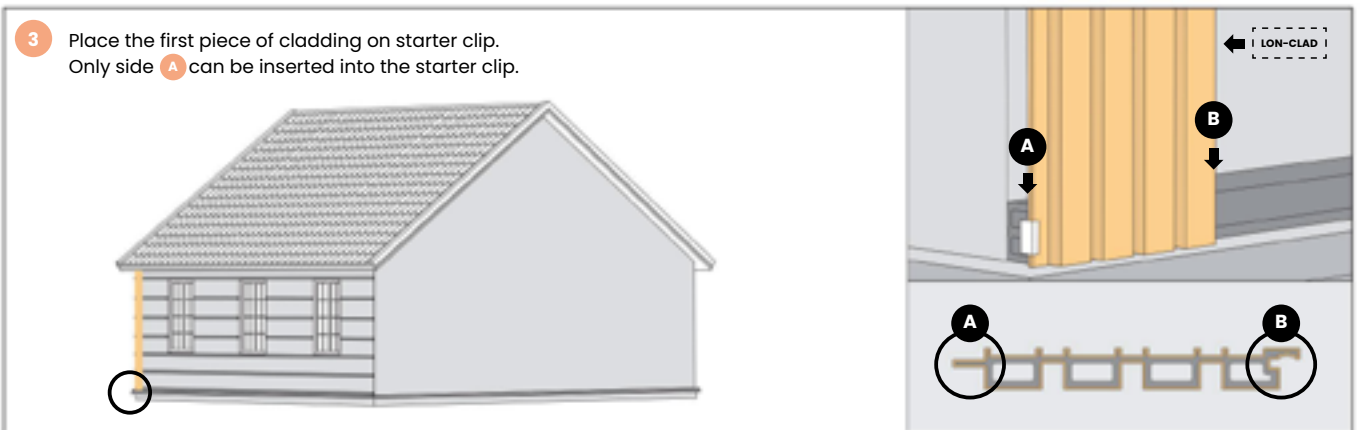 3
Place the first piece of cladding on starter clip.
Only side A can be inserted into the starter clip.
LON-CLAD
A
B
A
B